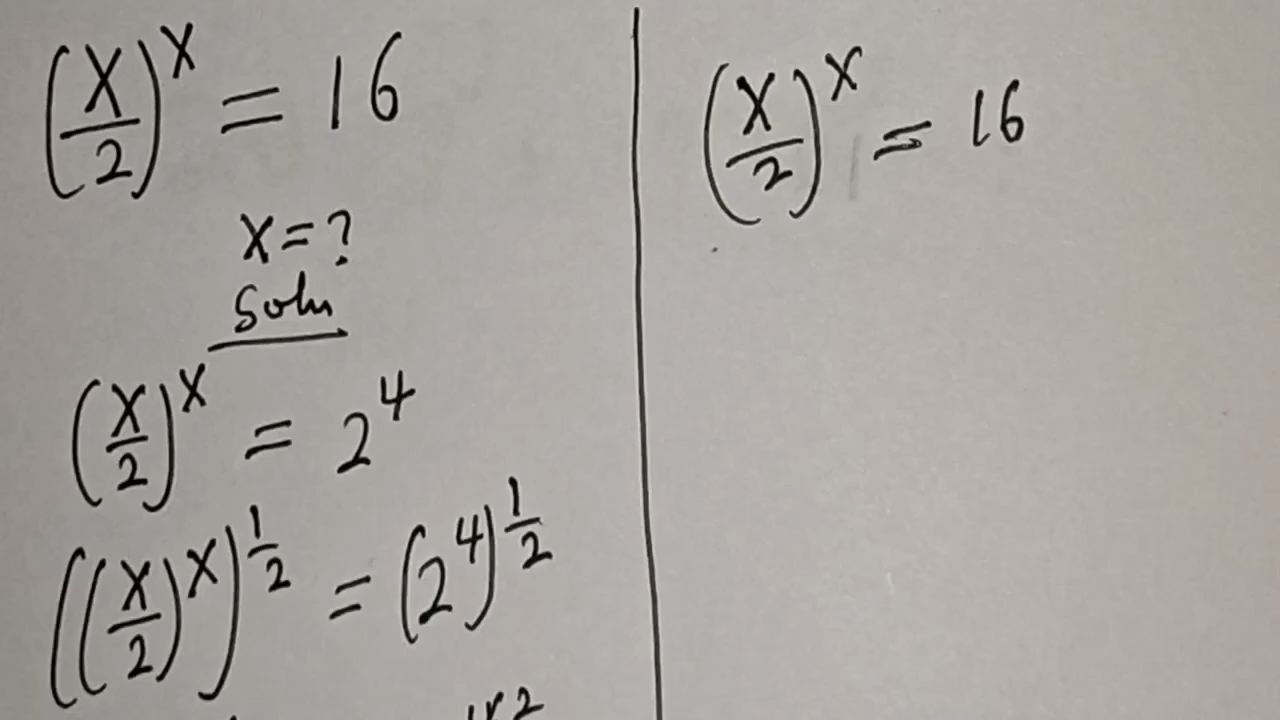 (X/2)^X = 16
X = ?
Soln
(X/2)^X = 2^4
((X/2)^X)^1/2 = (2^4)^1/2
(X/2)^X = 16